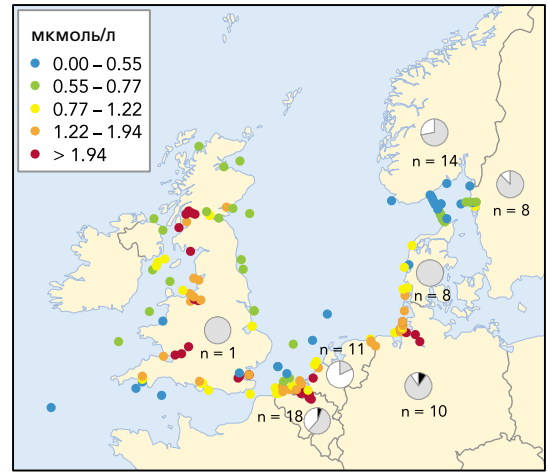 мкмоль/л
0.00 – 0.55
0.55 – 0.77
0.77 – 1.22
1.22 – 1.94
> 1.94
n = 14
n = 8
n = 8
n = 11
n = 1
n = 10
n = 18